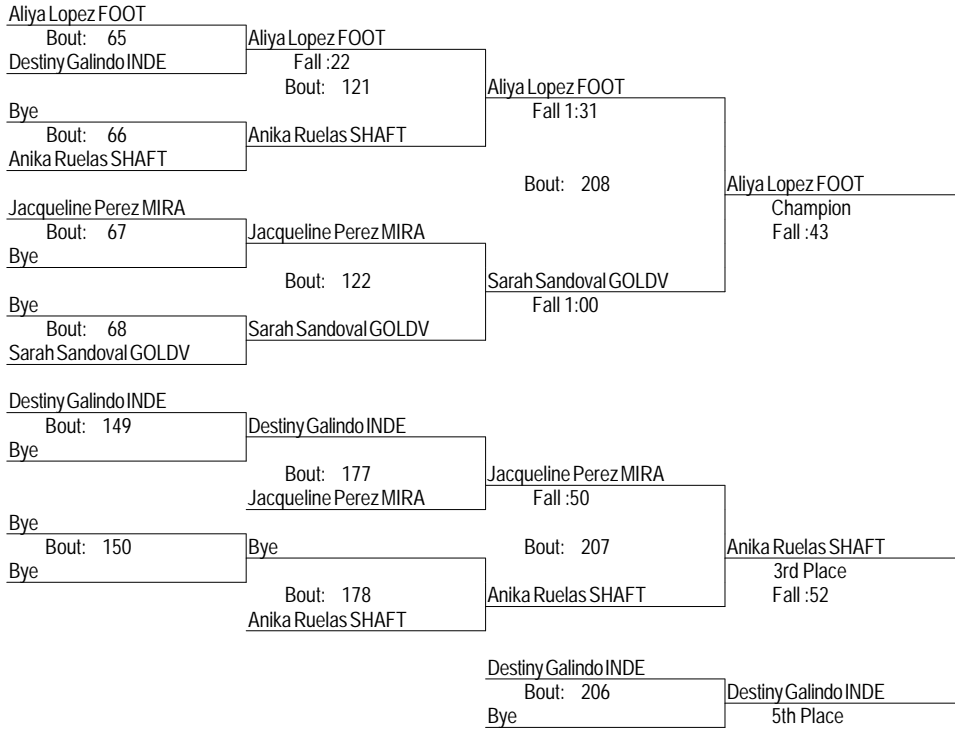 Aliya Lopez FOOT
Bout: 65
Destiny Galindo INDE
Bye
Bout: 66
Anika Ruelas SHAFT
Jacqueline Perez MIRA
Bout: 67
Bye
Bye
Bout: 68
Sarah Sandoval GOLDV
Aliya Lopez FOOT
Fall :22
Bout: 121
Anika Ruelas SHAFT
Jacqueline Perez MIRA
Bout: 122
Sarah Sandoval GOLDV
Aliya Lopez FOOT
Fall 1:31
Bout: 208
Sarah Sandoval GOLDV
Fall 1:00
Aliya Lopez FOOT
Champion
Fall :43
Destiny Galindo INDE
Bout: 149
Bye
Bye
Bout: 150
Bye
Destiny Galindo INDE
Bout: 177
Jacqueline Perez MIRA
Bye
Bout: 178
Anika Ruelas SHAFT
Jacqueline Perez MIRA
Fall :50
Bout: 207
Anika Ruelas SHAFT
Anika Ruelas SHAFT
3rd Place
Fall :52
Destiny Galindo INDE
Bout: 206
Bye
Destiny Galindo INDE
5th Place